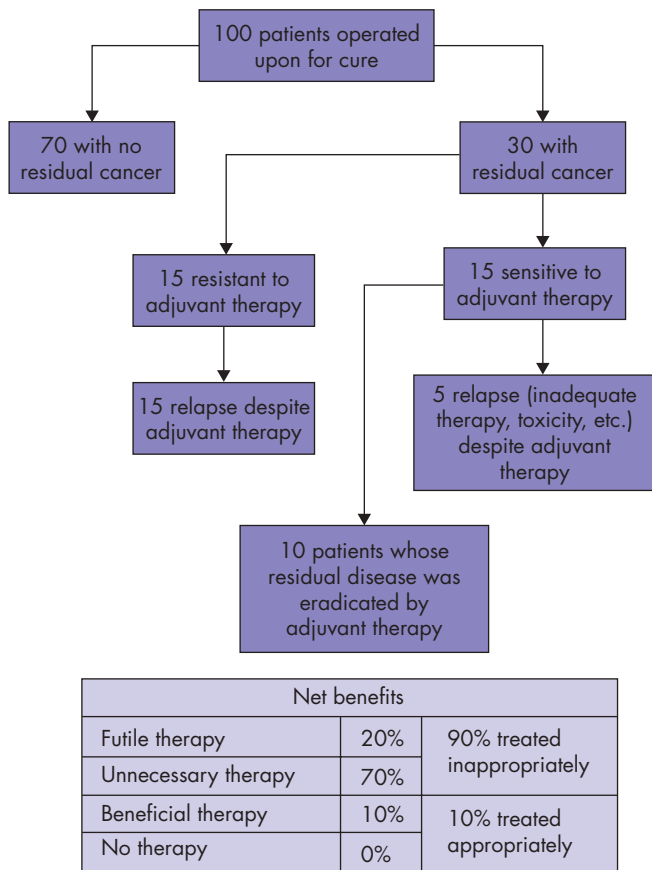 100 patients operated
upon for cure
70 with no
residual cancer
30 with
residual cancer
15 resistant to
adjuvant therapy
15 sensitive to
adjuvant therapy
15 relapse despite
adjuvant therapy
5 relapse (inadequate
therapy, toxicity, etc.)
despite adjuvant
therapy
10 patients whose
residual disease was
eradicated by
adjuvant therapy
Net benefits
Futile therapy 20% 90% treated
Unnecessary therapy 70% inappropriately
Beneficial therapy 10% 10% treated
No therapy 0% appropriately